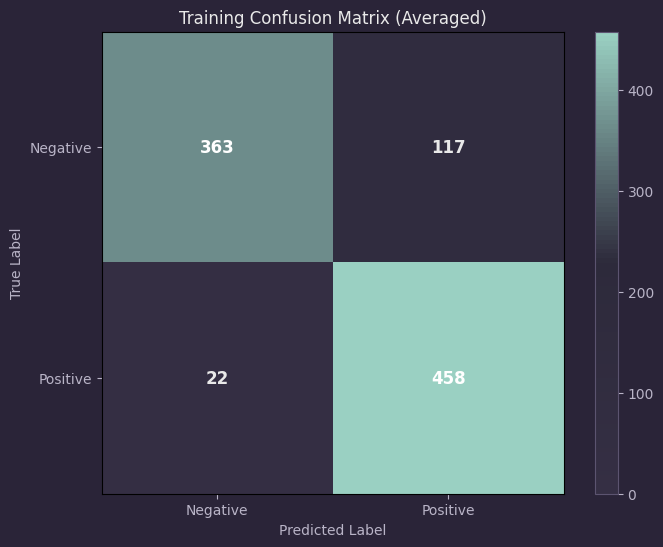 Training Confusion Matrix (Averaged)
True Label
Negative
363
117
Positive
22
458
Negative
Positive
Predicted Label
400
300
200
100
0